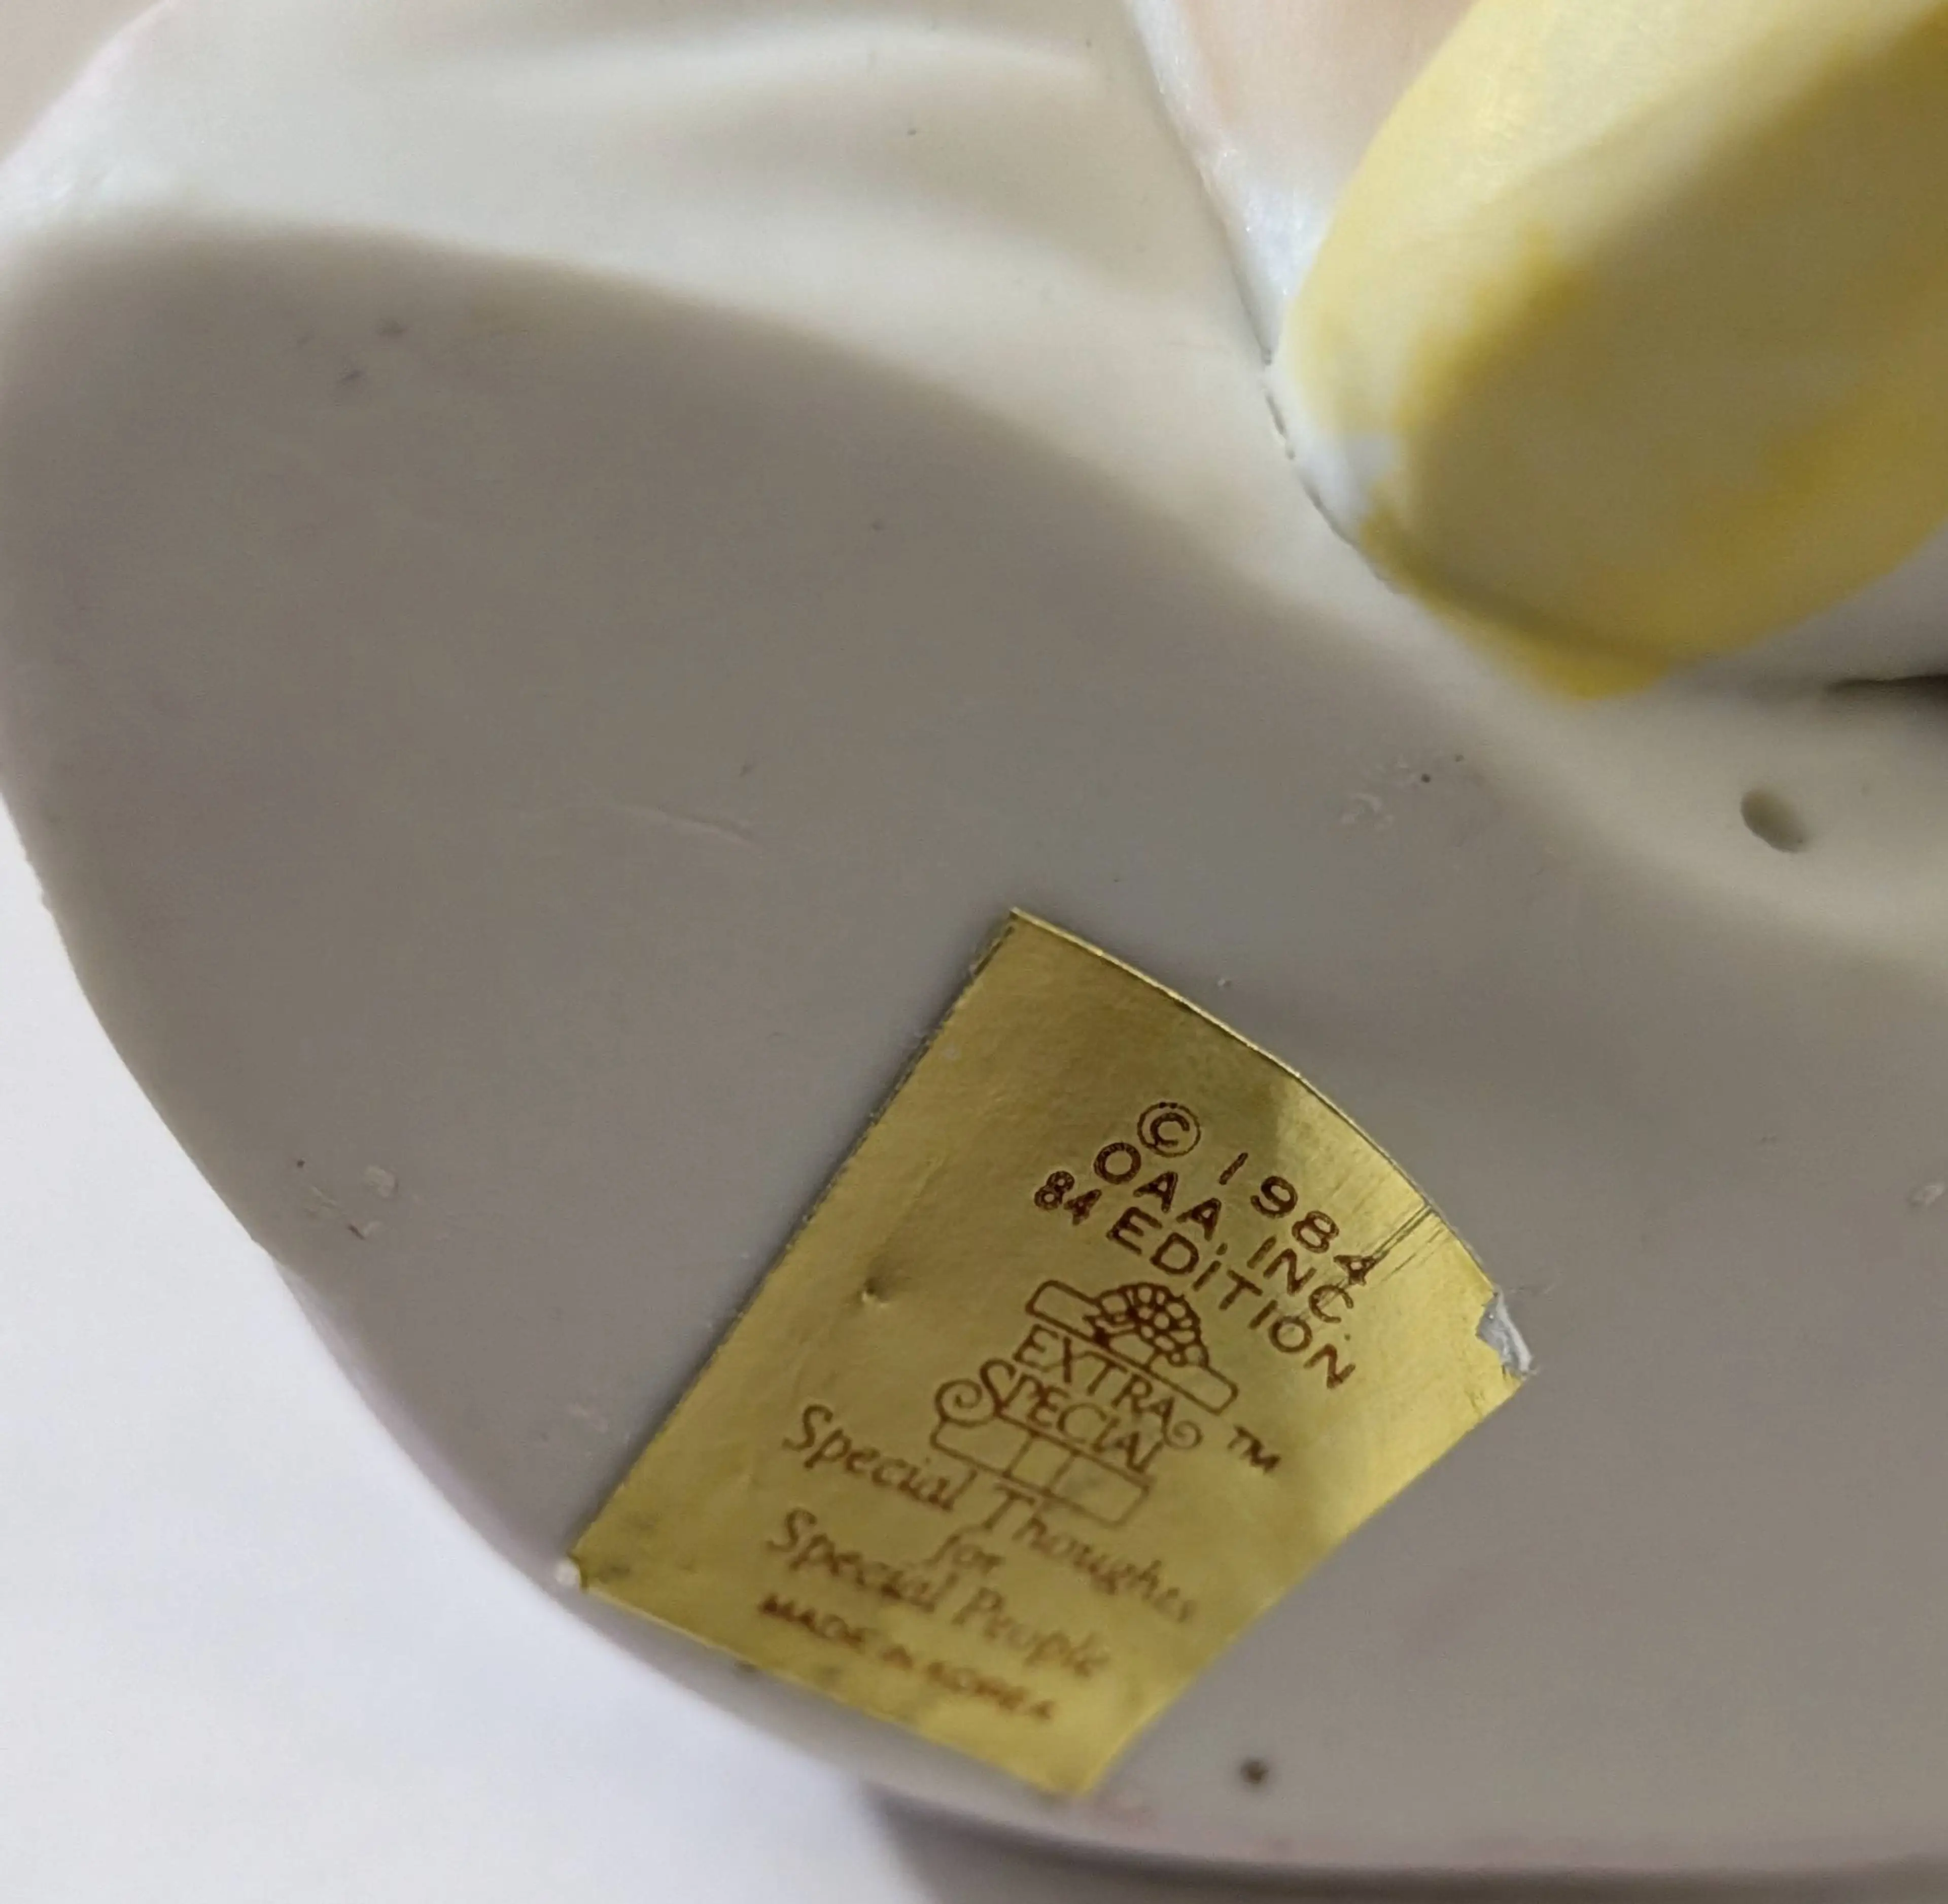 © 1984
OAA, INC.
84 EDITION
EXTRA
SPECIAL
TM
Special Thoughts
for
Special People
MADE IN KOREA